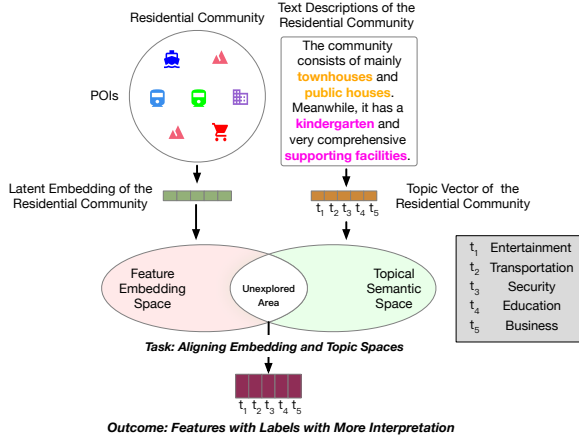 Residential Community
Text Descriptions of the
Residential Community
POIs
The community
consists of mainly
townhouses and
public houses.
Meanwhile, it has a
kindergarten and
very comprehensive
supporting facilities.
Latent Embedding of the
Residential Community
t₁ t₂ t₃ t₄ t₅
Topic Vector of the
Residential Community
Feature
Embedding
Space
Unexplored
Area
Topical
Semantic
Space
t₁ Entertainment
t₂ Transportation
t₃ Security
t₄ Education
t₅ Business
Task: Aligning Embedding and Topic Spaces
t₁ t₂ t₃ t₄ t₅
Outcome: Features with Labels with More Interpretation